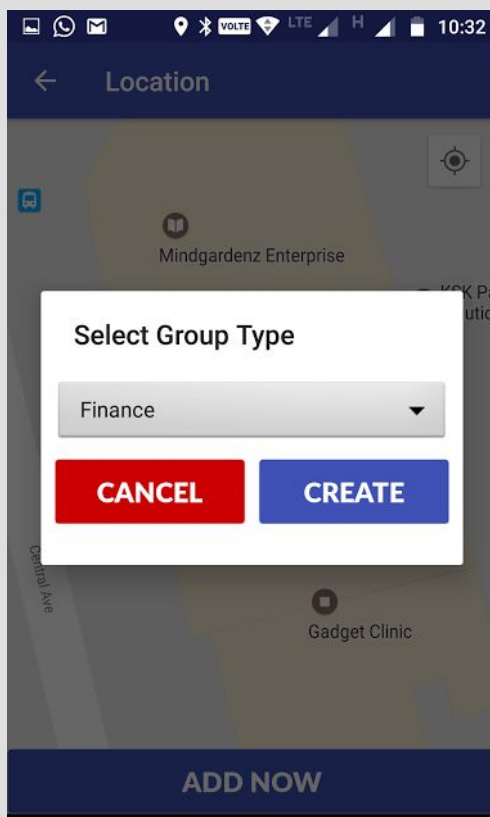 VOLTE LTE H 10:32
Location
Mindgardenz Enterprise
KSK
Select Group Type
Finance
CANCEL CREATE
Central Ave
Gadget Clinic
ADD NOW